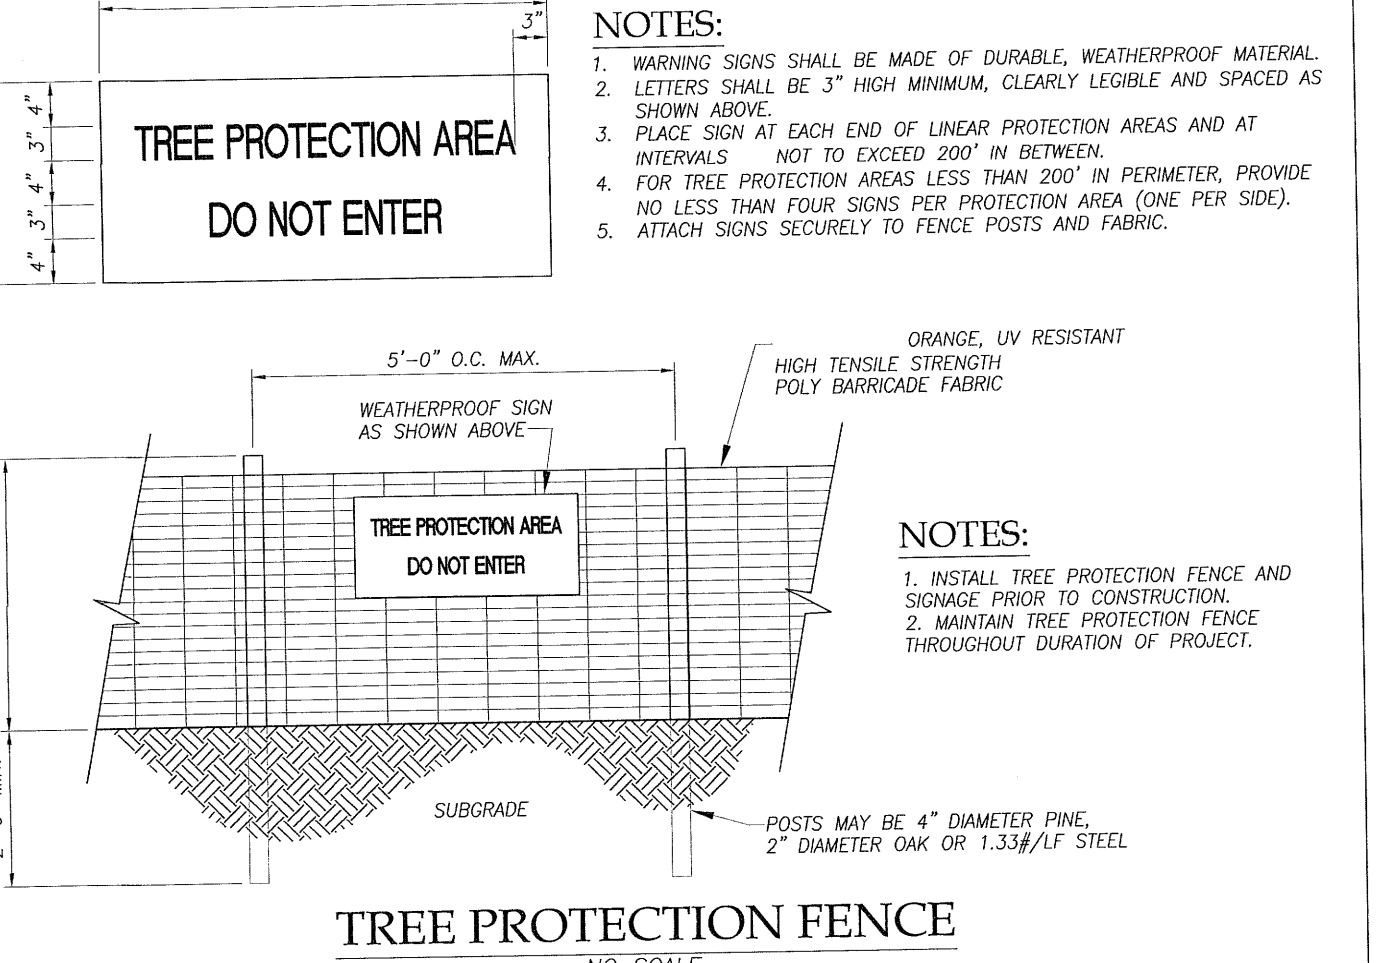 3"
NOTES:
1. WARNING SIGNS SHALL BE MADE OF DURABLE, WEATHERPROOF MATERIAL.
2. LETTERS SHALL BE 3" HIGH MINIMUM, CLEARLY LEGIBLE AND SPACED AS
SHOWN ABOVE.
3. PLACE SIGN AT EACH END OF LINEAR PROTECTION AREAS AND AT
INTERVALS NOT TO EXCEED 200' IN BETWEEN.
4. FOR TREE PROTECTION AREAS LESS THAN 200' IN PERIMETER, PROVIDE
NO LESS THAN FOUR SIGNS PER PROTECTION AREA (ONE PER SIDE).
5. ATTACH SIGNS SECURELY TO FENCE POSTS AND FABRIC.
4"
3"
4"
3"
4"
TREE PROTECTION AREA
DO NOT ENTER
5'-0" O.C. MAX.
WEATHERPROOF SIGN
AS SHOWN ABOVE
ORANGE, UV RESISTANT
HIGH TENSILE STRENGTH
POLY BARRICADE FABRIC
TREE PROTECTION AREA
DO NOT ENTER
NOTES:
1. INSTALL TREE PROTECTION FENCE AND
SIGNAGE PRIOR TO CONSTRUCTION.
2. MAINTAIN TREE PROTECTION FENCE
THROUGHOUT DURATION OF PROJECT.
SUBGRADE
POSTS MAY BE 4" DIAMETER PINE,
2" DIAMETER OAK OR 1.33#/LF STEEL
TREE PROTECTION FENCE
NO SCALE